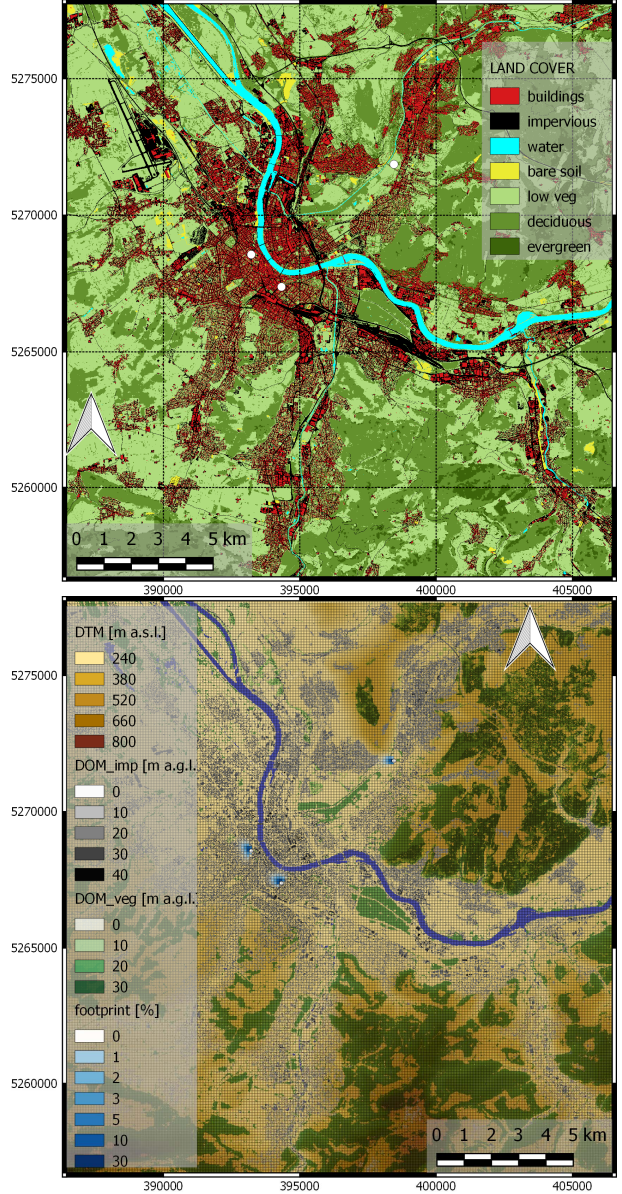 5275000
5270000
5265000
5260000
LAND COVER
buildings
impervious
water
bare soil
low veg
deciduous
evergreen
0 1 2 3 4 5 km
390000 395000 400000 405000
5275000
5270000
5265000
5260000
DTM [m a.s.l.]
240
380
520
660
800
DOM_imp [m a.g.l.]
0
10
20
30
40
DOM_veg [m a.g.l.]
0
10
20
30
footprint [%]
0
1
2
3
5
10
30
0 1 2 3 4 5 km
390000 395000 400000 405000